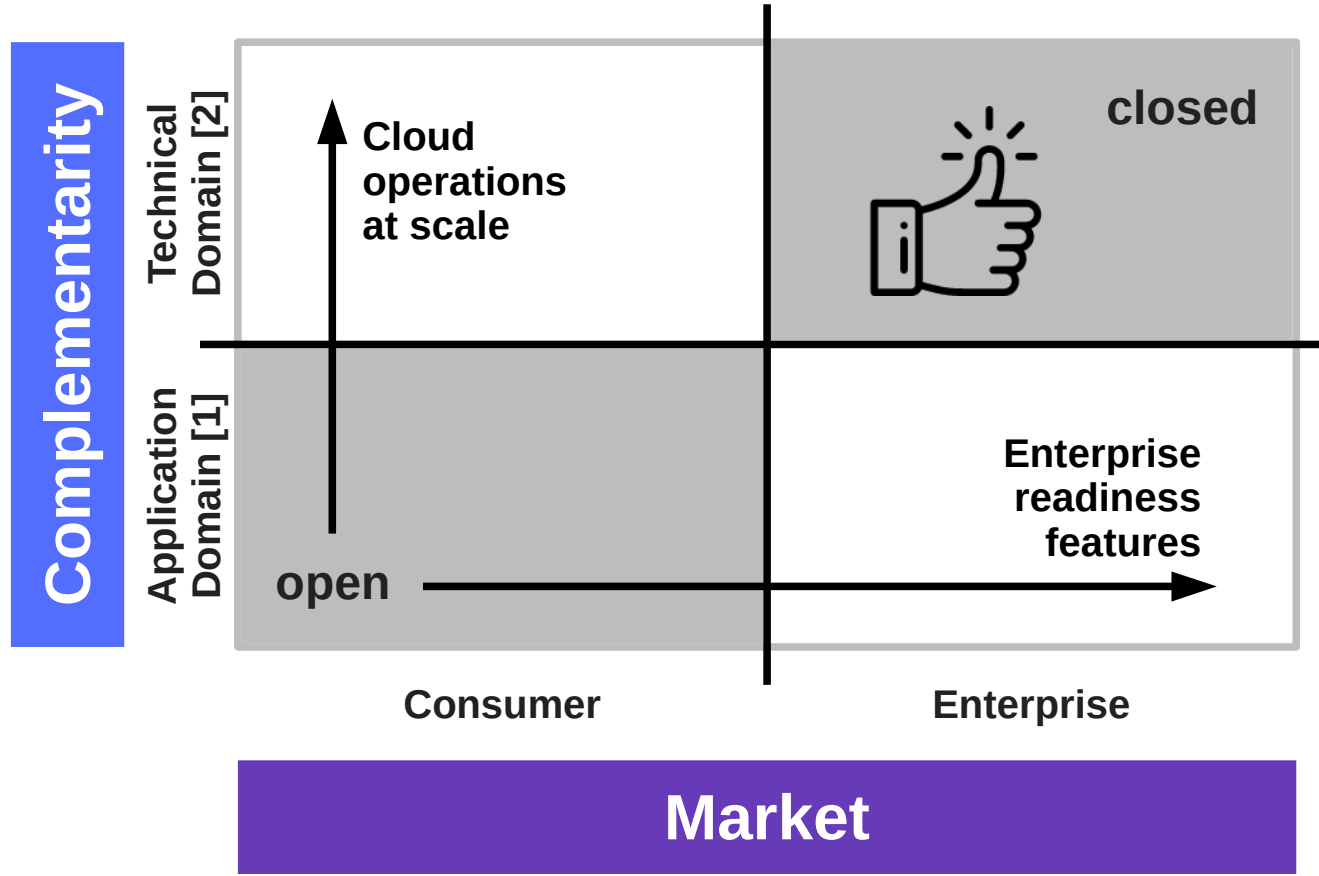 Complementarity
Technical
Domain [2]
Application
Domain [1]
Cloud
operations
at scale
closed
open
Enterprise
readiness
features
Consumer
Enterprise
Market